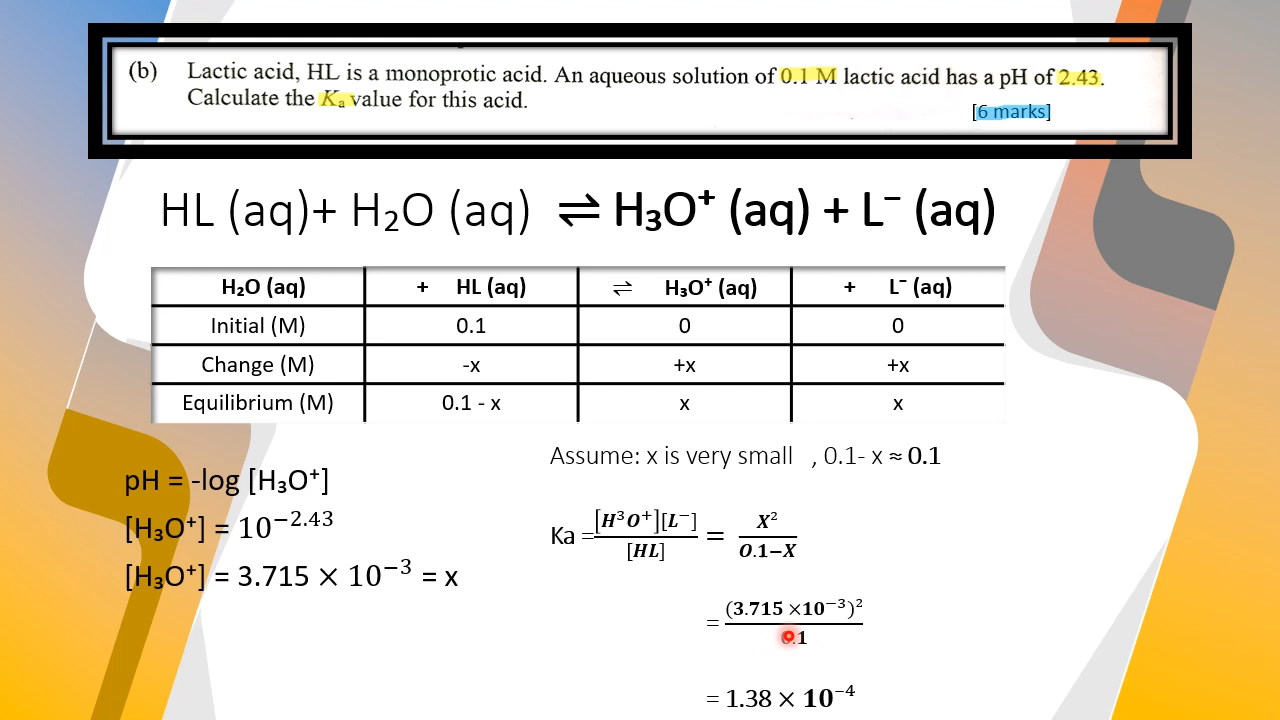 (b) Lactic acid, HL is a monoprotic acid. An aqueous solution of 0.1 M lactic acid has a pH of 2.43.
Calculate the Kₐ value for this acid.
[6 marks]
HL (aq)+ H₂O (aq) ⇌ H₃O⁺ (aq) + L⁻ (aq)
H₂O (aq) + HL (aq) ⇌ H₃O⁺ (aq) + L⁻ (aq)
Initial (M) 0.1 0 0
Change (M) -x +x +x
Equilibrium (M) 0.1 - x x x
Assume: x is very small , 0.1- x ≈ 0.1
pH = -log [H₃O⁺]
[H₃O⁺] = 10⁻²·⁴³
[H₃O⁺] = 3.715 × 10⁻³ = x
Ka = [H³O⁺][L⁻] / [HL] = X² / O.1−X
= (3.715 ×10⁻³)² / 0.1
= 1.38 × 10⁻⁴